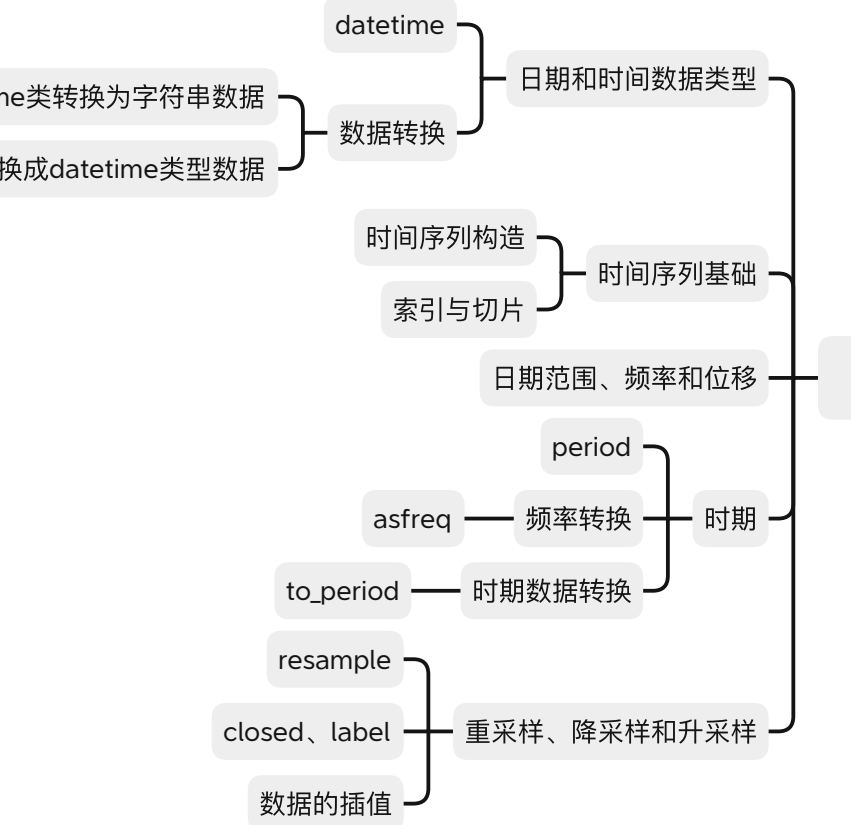 datetime
日期和时间数据类型
me类转换为字符串数据
数据转换
换成datetime类型数据
时间序列构造
时间序列基础
索引与切片
日期范围、频率和位移
period
asfreq
频率转换
时期
to_period
时期数据转换
resample
closed、label
重采样、降采样和升采样
数据的插值